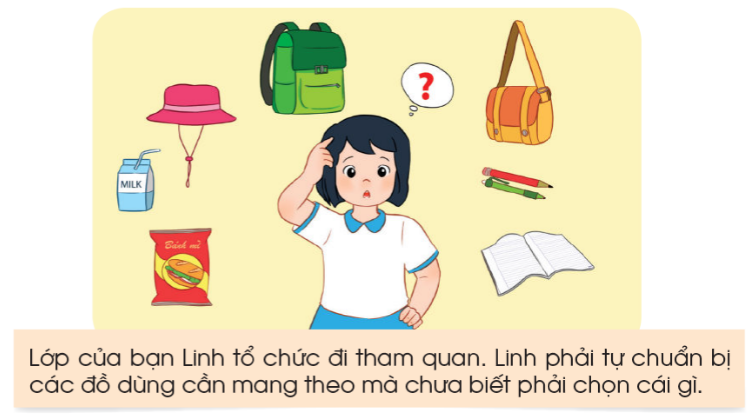 ?
MILK
Bánh mì
Lớp của bạn Linh tổ chức đi tham quan. Linh phải tự chuẩn bị
các đồ dùng cần mang theo mà chưa biết phải chọn cái gì.